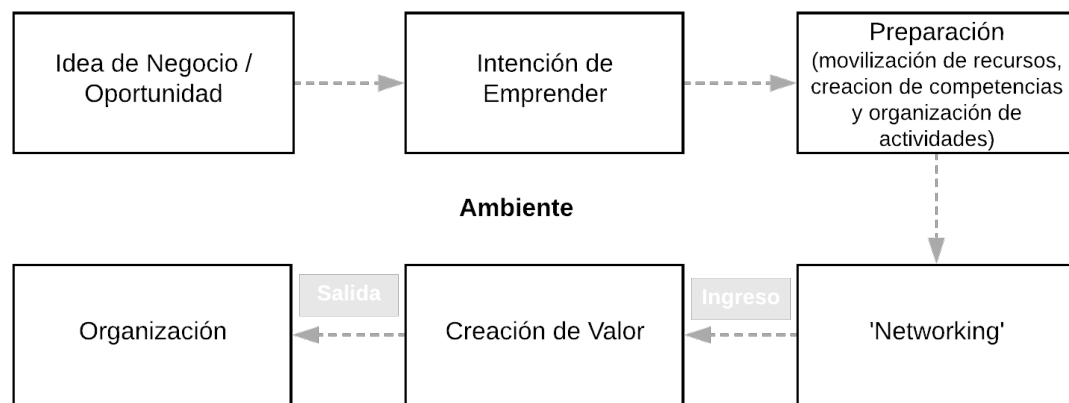 Idea de Negocio /
Oportunidad
Intención de
Emprender
Preparación
(movilización de recursos,
creacion de competencias
y organización de
actividades)
Ambiente
Organización
Salida
Creación de Valor
Ingreso
'Networking'